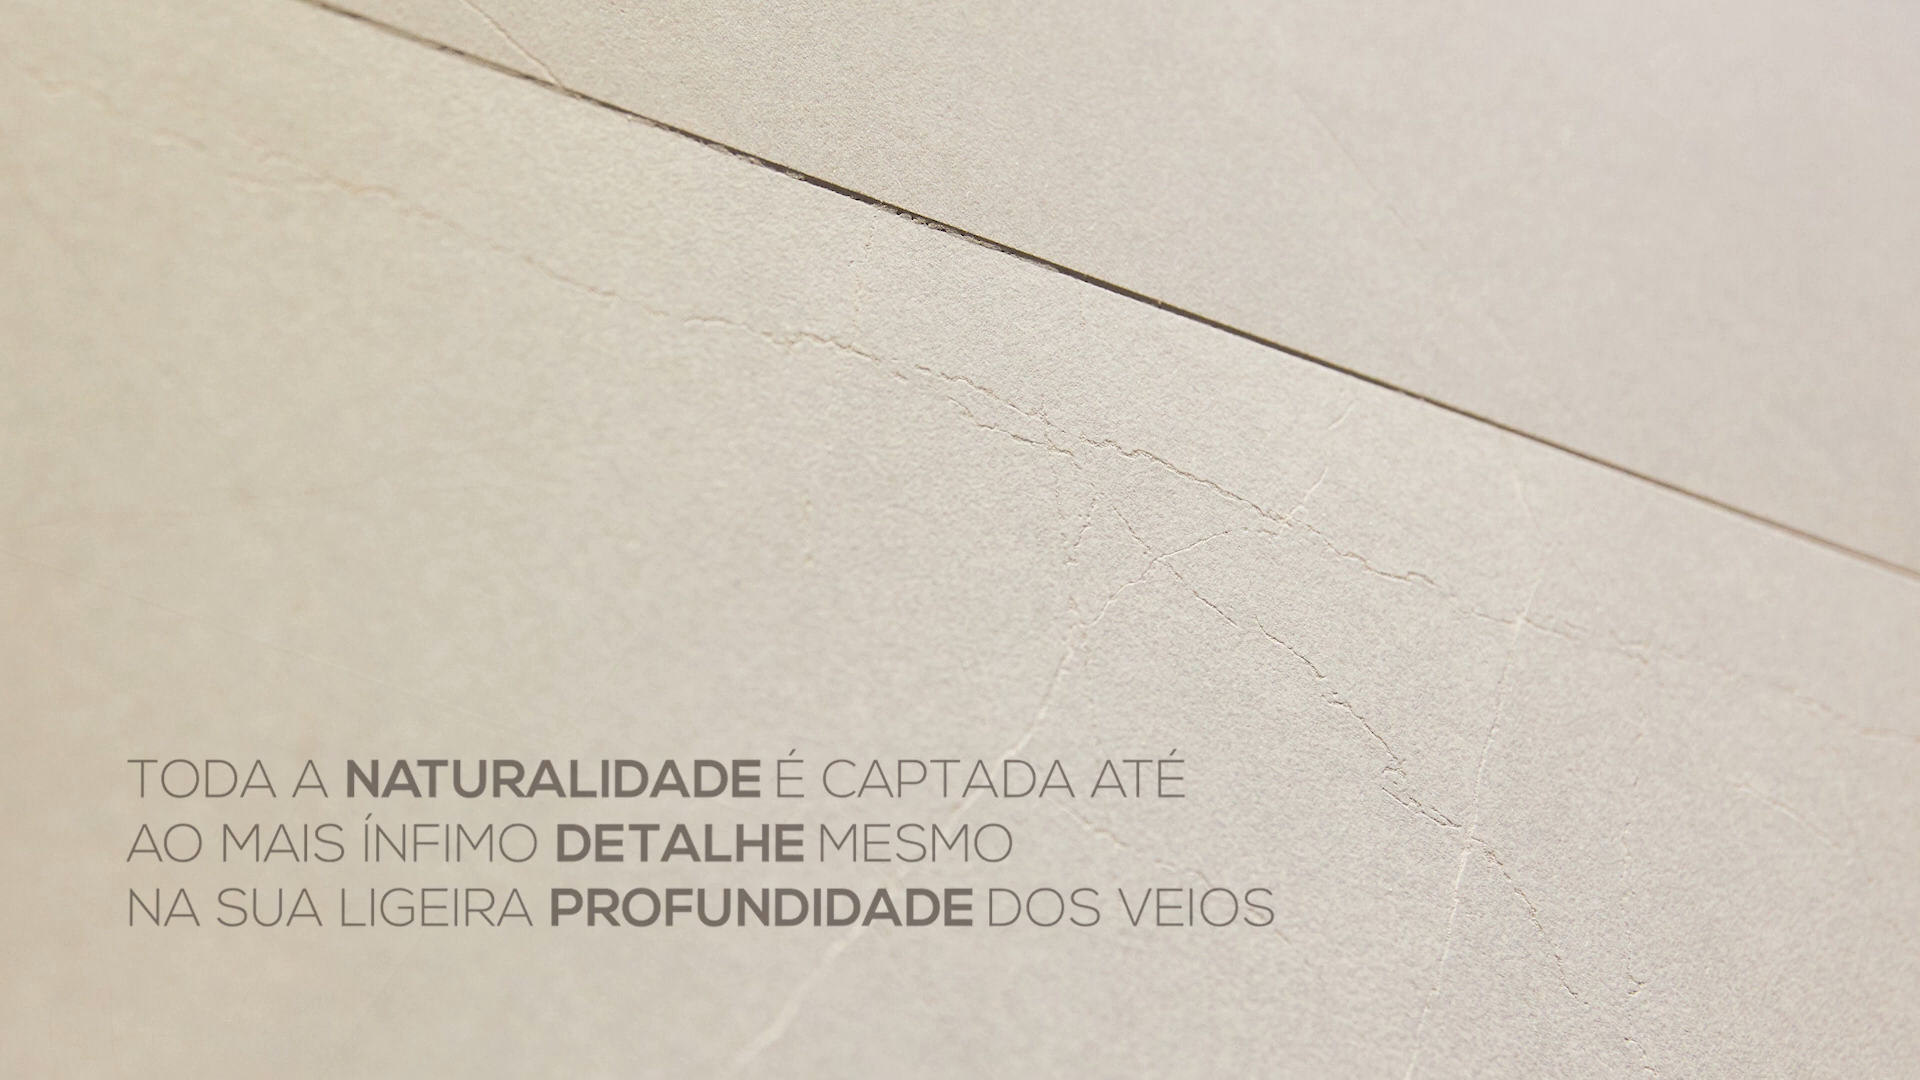 TODA A NATURALIDADE É CAPTADA ATÉ
AO MAIS ÍNFIMO DETALHE MESMO
NA SUA LIGEIRA PROFUNDIDADE DOS VEIOS